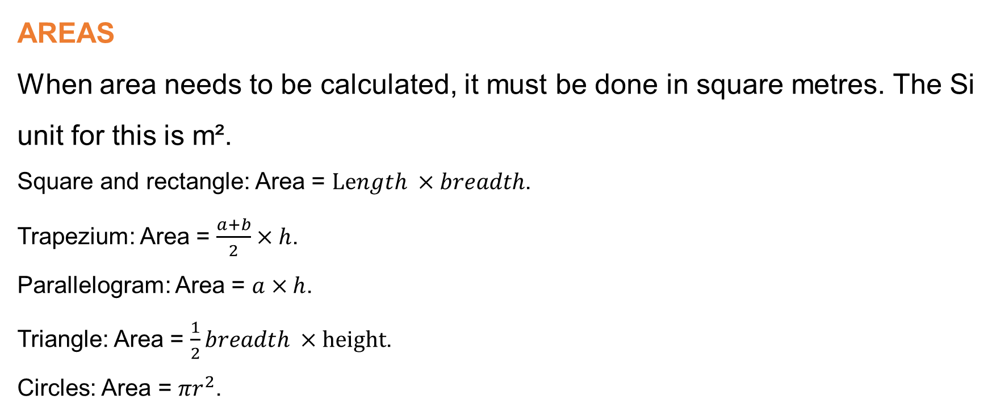 AREAS
When area needs to be calculated, it must be done in square metres. The Si
unit for this is m².
Square and rectangle: Area = Length × breadth.
Trapezium: Area = \frac{a+b}{2} × h.
Parallelogram: Area = a × h.
Triangle: Area = \frac{1}{2} breadth × height.
Circles: Area = πr².